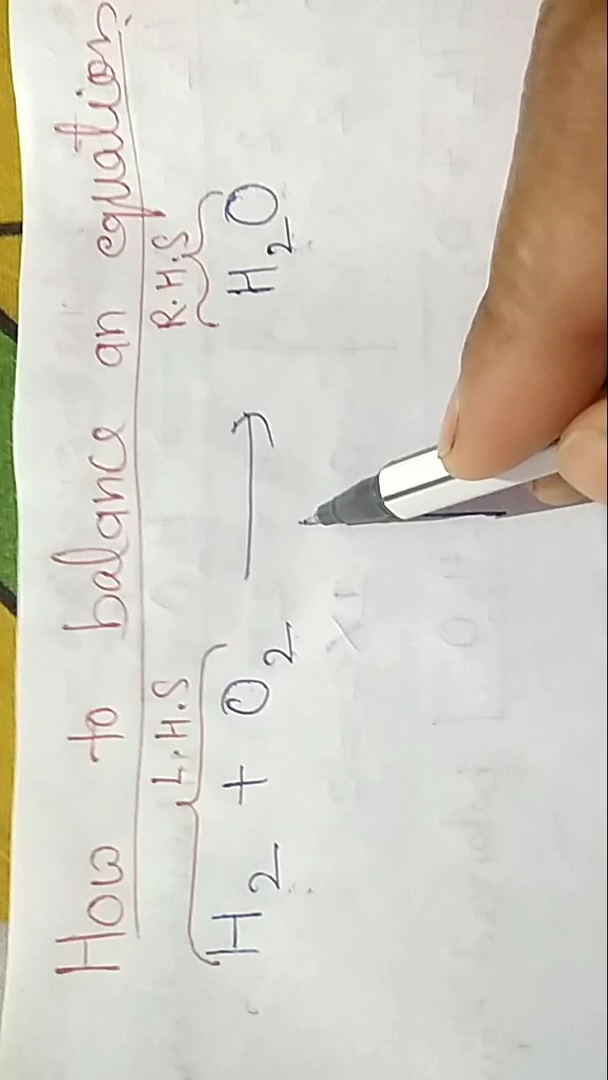 How to balance an equation.
L.H.S R.H.S
H2 + O2 → H2O